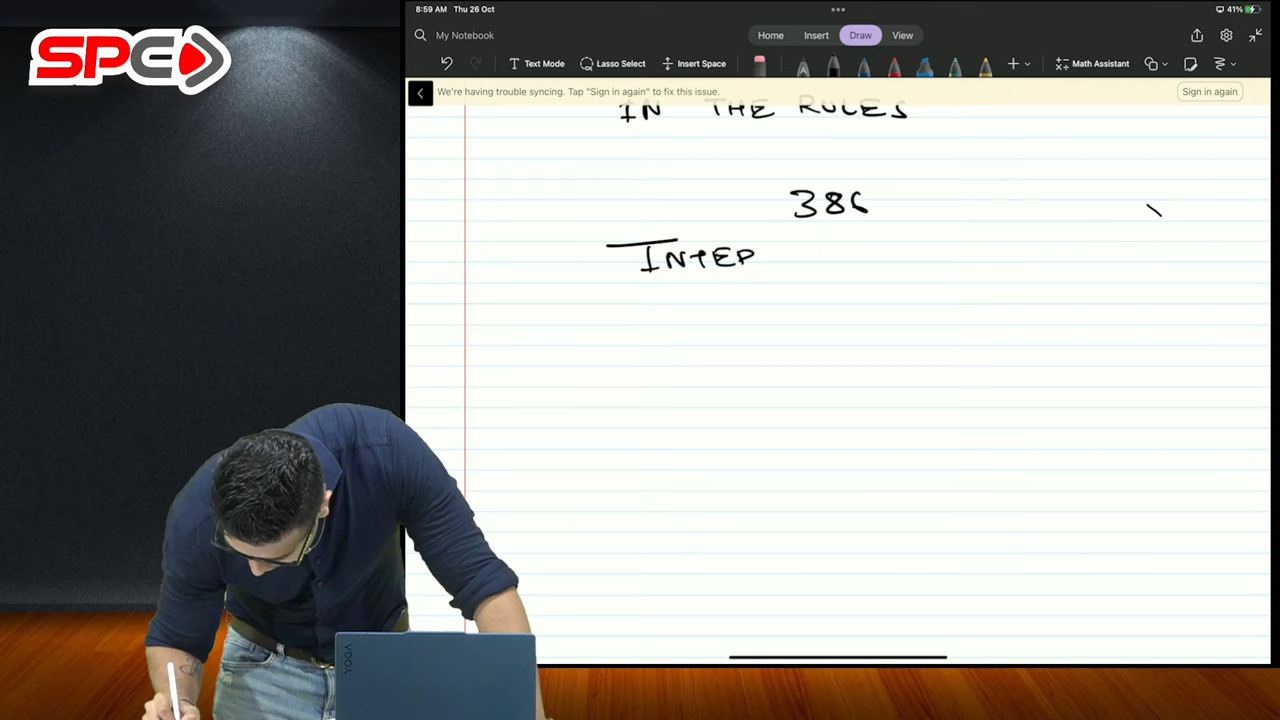 SPE
8:59 AM Thu 26 Oct
41%
My Notebook
Home Insert Draw View
Text Mode Lasso Select Insert Space Math Assistant
We're having trouble syncing. Tap "Sign in again" to fix this issue.
Sign in again
IN THE RULES
386
INTEP
YOGA